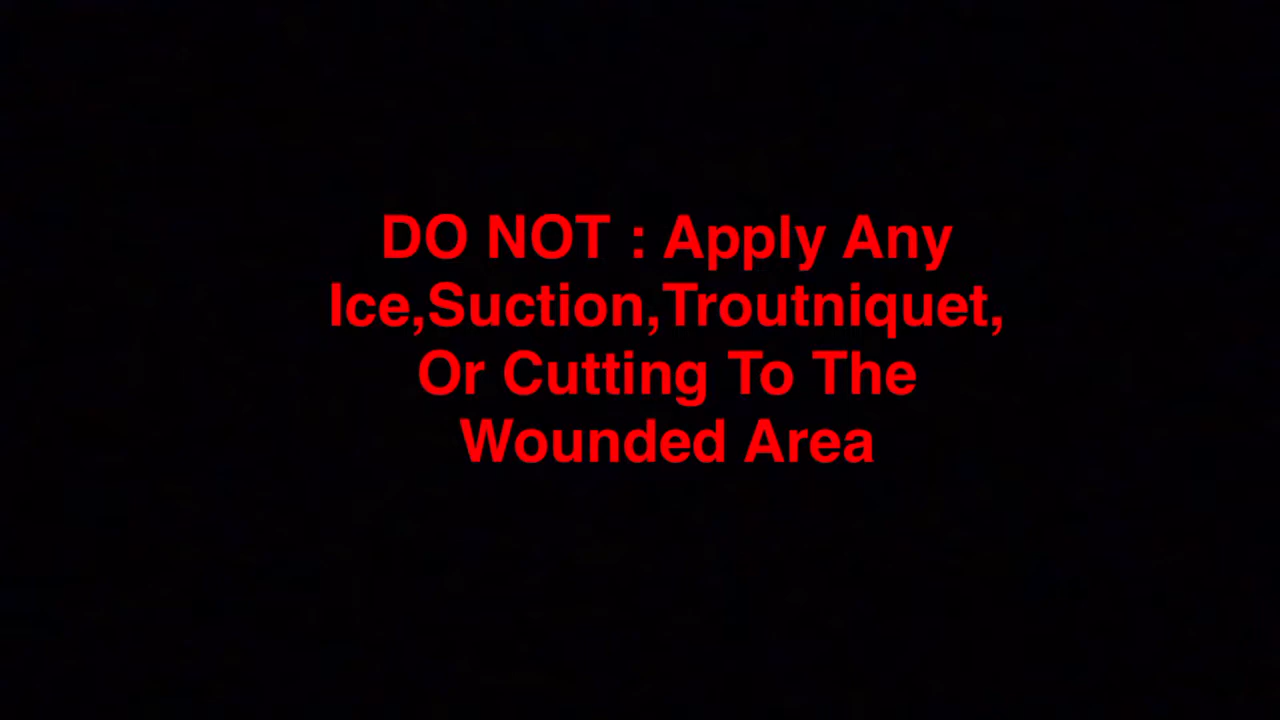 DO NOT : Apply Any
Ice,Suction,Troutniquet,
Or Cutting To The
Wounded Area